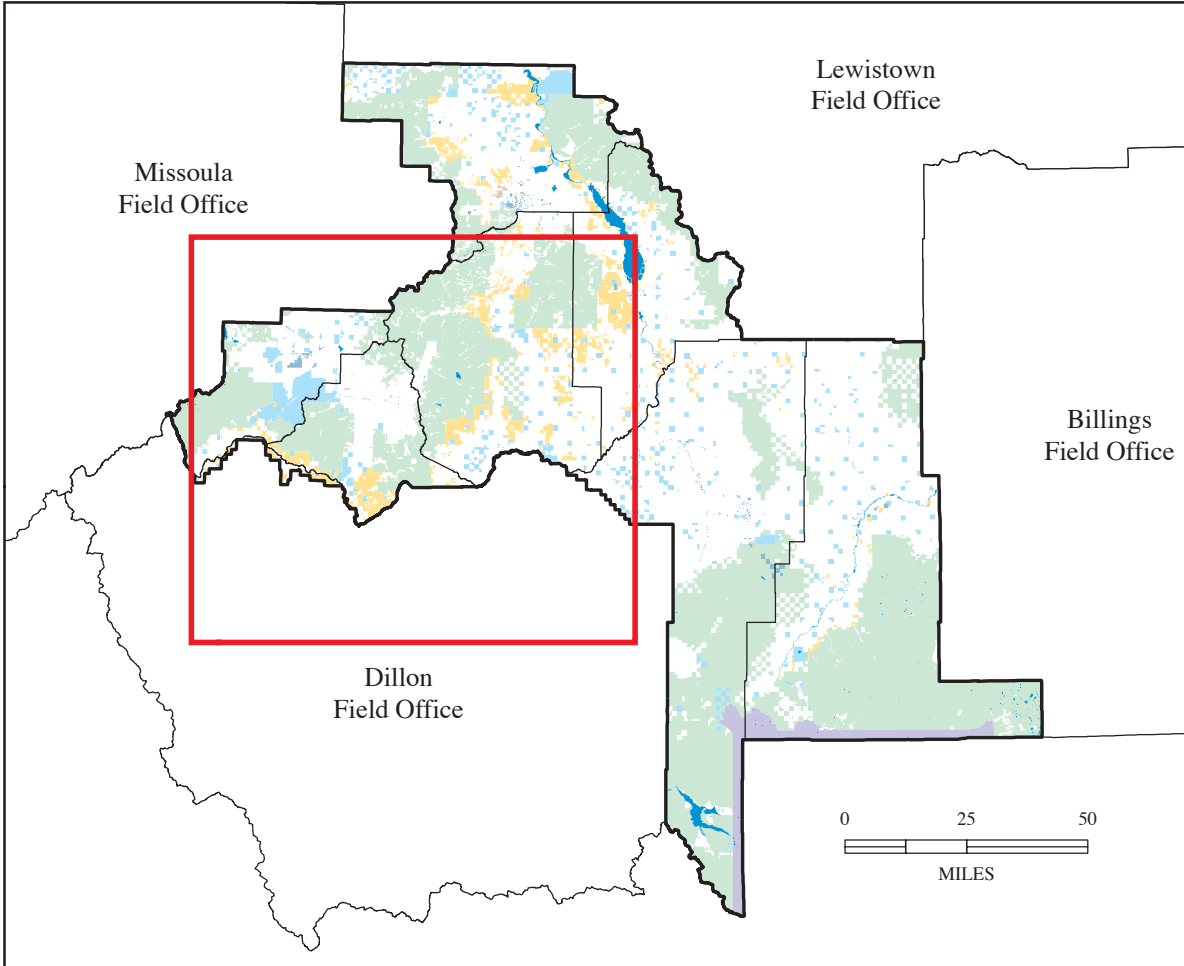 Lewistown
Field Office
Missoula
Field Office
Billings
Field Office
Dillon
Field Office
0 25 50
MILES